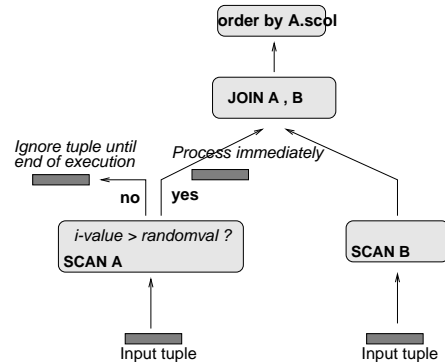 order by A.scol
JOIN A , B
Ignore tuple until
end of execution
Process immediately
no
yes
i-value > randomval ?
SCAN A
SCAN B
Input tuple
Input tuple